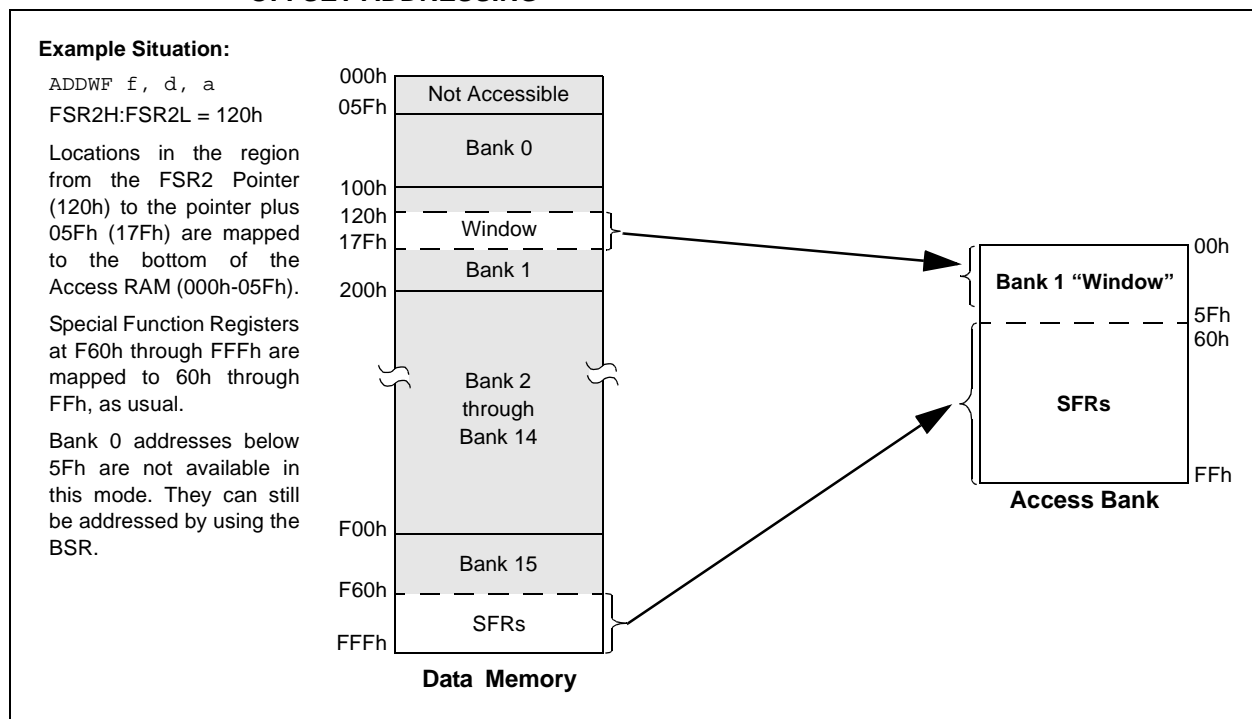 OFFSET ADDRESSING
Example Situation:
ADDWF f, d, a
FSR2H:FSR2L = 120h
Locations in the region
from the FSR2 Pointer
(120h) to the pointer plus
05Fh (17Fh) are mapped
to the bottom of the
Access RAM (000h-05Fh).
Special Function Registers
at F60h through FFFh are
mapped to 60h through
FFh, as usual.
Bank 0 addresses below
5Fh are not available in
this mode. They can still
be addressed by using the
BSR.
000h
Not Accessible
05Fh
Bank 0
100h
120h
Window
17Fh
Bank 1
200h
Bank 2
through
Bank 14
F00h
Bank 15
F60h
SFRs
FFFh
Data Memory
00h
Bank 1 “Window”
5Fh
60h
SFRs
FFh
Access Bank